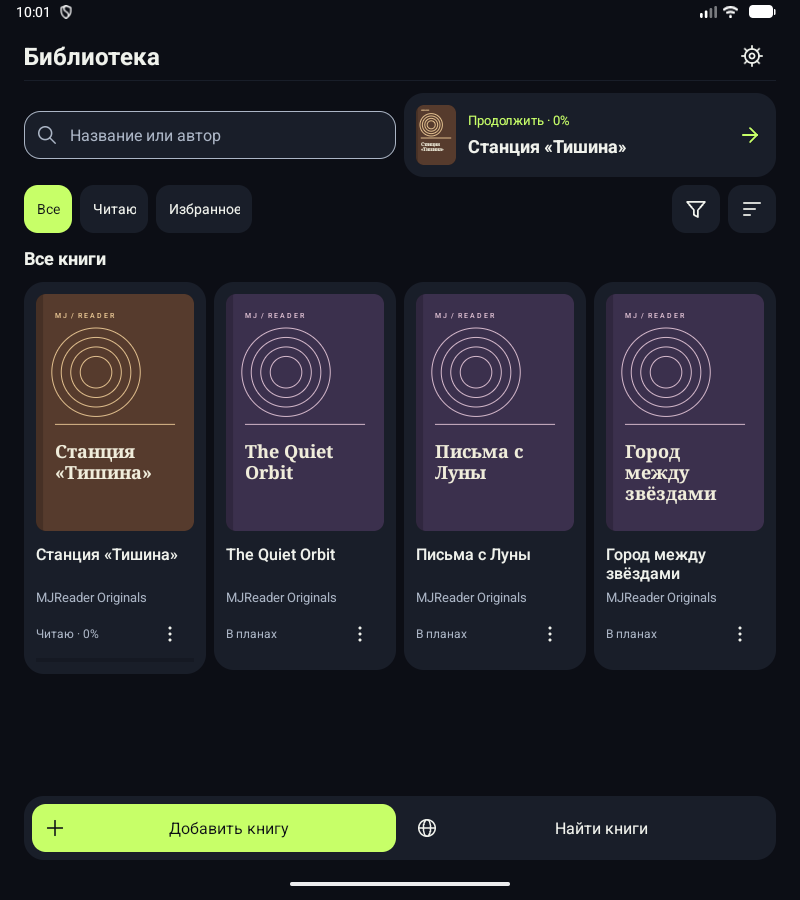 10:01
Библиотека
Название или автор
Продолжить · 0%
Станция «Тишина»
Все
Читаю
Избранное
Все книги
MJ / READER
Станция
«Тишина»
MJ / READER
The Quiet
Orbit
MJ / READER
Письма с
Луны
MJ / READER
Город
между
звёздами
Станция «Тишина»
MJReader Originals
Читаю · 0%
The Quiet Orbit
MJReader Originals
В планах
Письма с Луны
MJReader Originals
В планах
Город между
звёздами
MJReader Originals
В планах
Добавить книгу
Найти книги